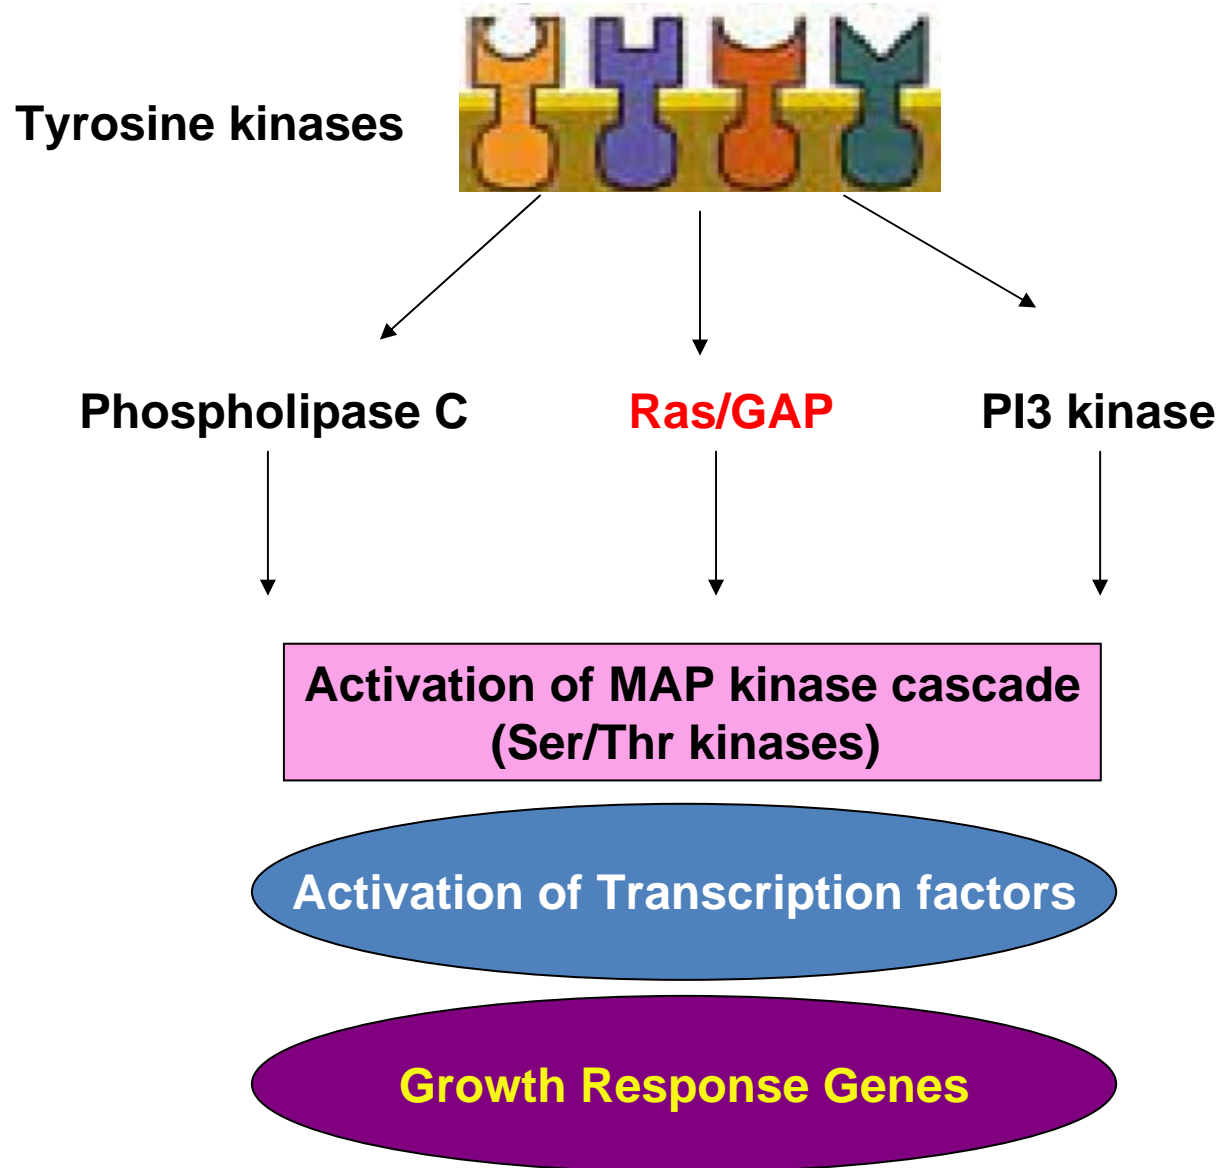 Tyrosine kinases
Phospholipase C
Ras/GAP
PI3 kinase
Activation of MAP kinase cascade
(Ser/Thr kinases)
Activation of Transcription factors
Growth Response Genes